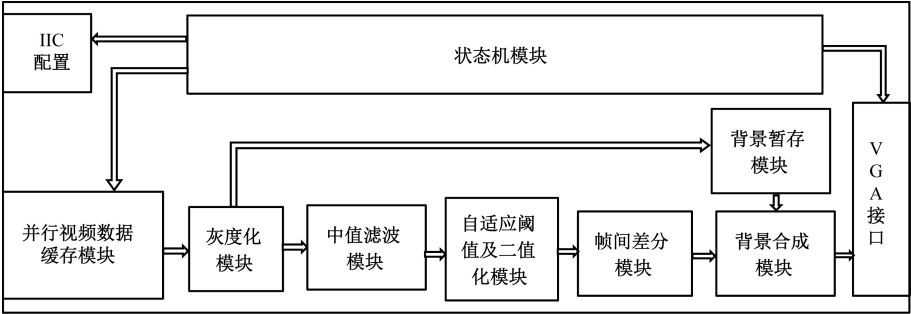 IIC
配置
状态机模块
背景暂存
模块
V
G
A
接
口
并行视频数据
缓存模块
灰度化
模块
中值滤波
模块
自适应阈
值及二值
化模块
帧间差分
模块
背景合成
模块